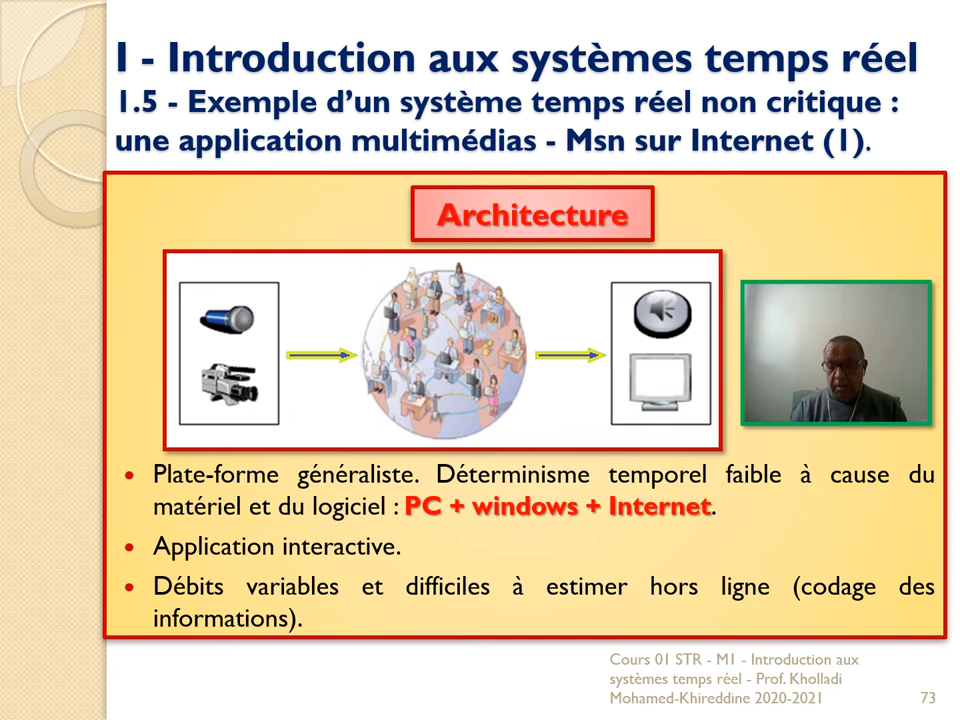 I - Introduction aux systèmes temps réel
1.5 - Exemple d’un système temps réel non critique :
une application multimédias - Msn sur Internet (1).
Architecture
• Plate-forme généraliste. Déterminisme temporel faible à cause du
matériel et du logiciel : PC + windows + Internet.
• Application interactive.
• Débits variables et difficiles à estimer hors ligne (codage des
informations).
Cours 01 STR - M1 - Introduction aux
systèmes temps réel - Prof. Kholladi
Mohamed-Khireddine 2020-2021
73